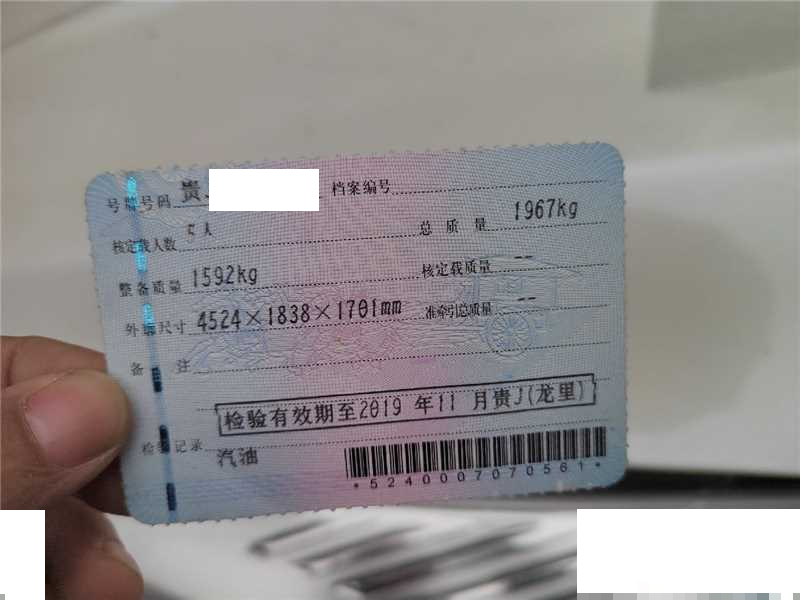 号牌号码 贵 档案编号
核定载人数 5人 总质量 1967kg
整备质量 1592kg 核定载质量 --
外廓尺寸 4524×1838×1701mm 准牵引总质量 --
备注
检验有效期至2019年11月贵J(龙里)
检验记录
汽油
*5240007070561*